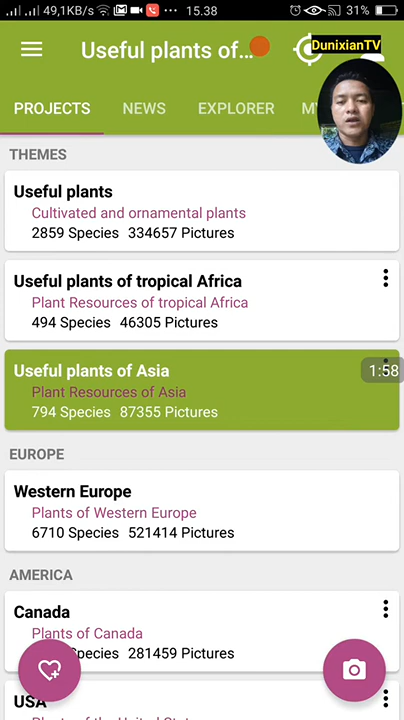 49,1KB/s 15.38 31%
Useful plants of...
DunixianTV
PROJECTS NEWS EXPLORER
THEMES
Useful plants
Cultivated and ornamental plants
2859 Species 334657 Pictures
Useful plants of tropical Africa
Plant Resources of tropical Africa
494 Species 46305 Pictures
Useful plants of Asia
1:58
Plant Resources of Asia
794 Species 87355 Pictures
EUROPE
Western Europe
Plants of Western Europe
6710 Species 521414 Pictures
AMERICA
Canada
Plants of Canada
281459 Pictures
USA